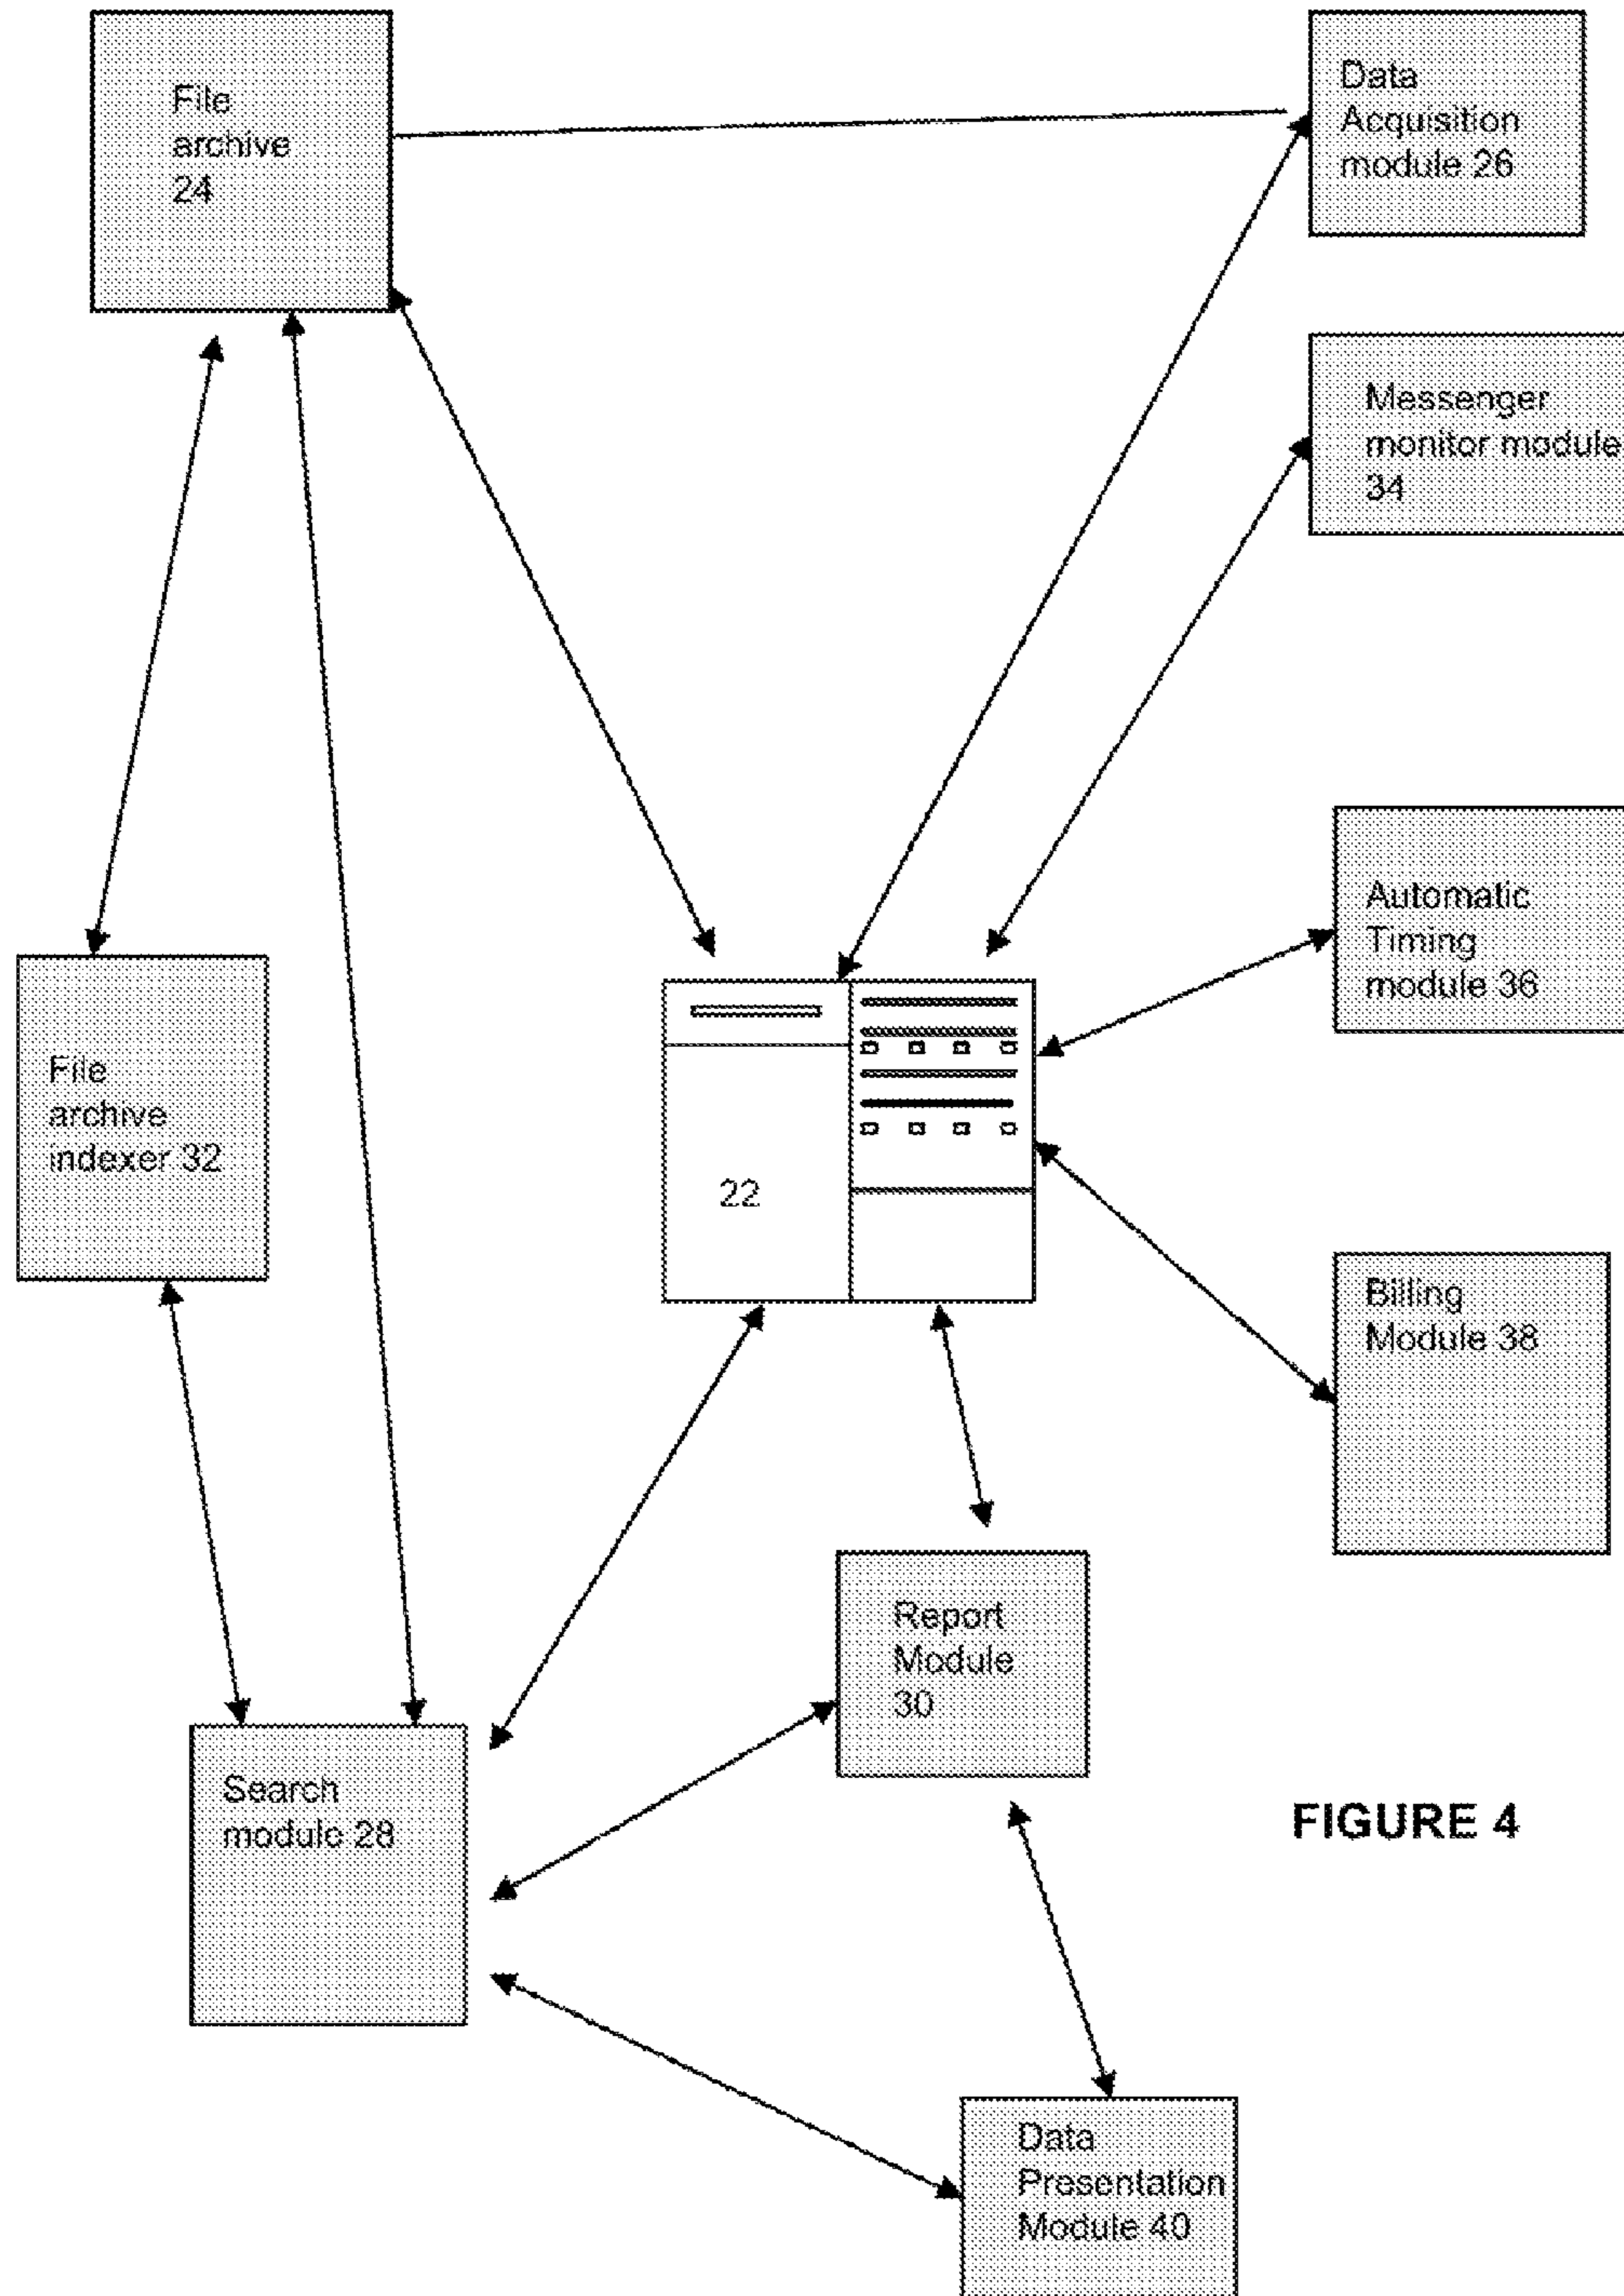 File
archive
24
Data
Acquisition
module 26
Messenger
monitor module
34
Automatic
Timing
module 36
File
archive
indexer 32
22
Billing
Module 38
Report
Module
30
Search
module 28
FIGURE 4
Data
Presentation
Module 40